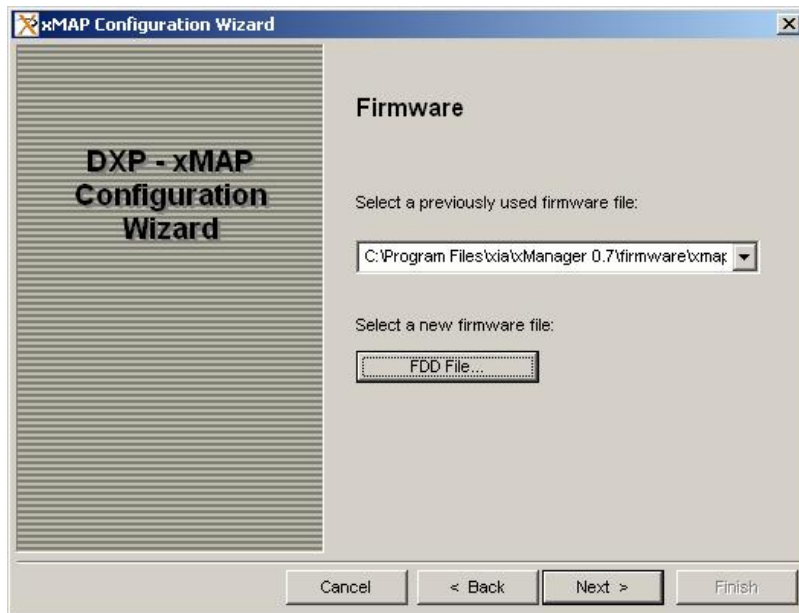 xMAP Configuration Wizard
DXP - xMAP
Configuration
Wizard
Firmware
Select a previously used firmware file:
C:\Program Files\xia\xManager 0.7\firmware\xmap
Select a new firmware file:
FDD File...
Cancel
< Back
Next >
Finish